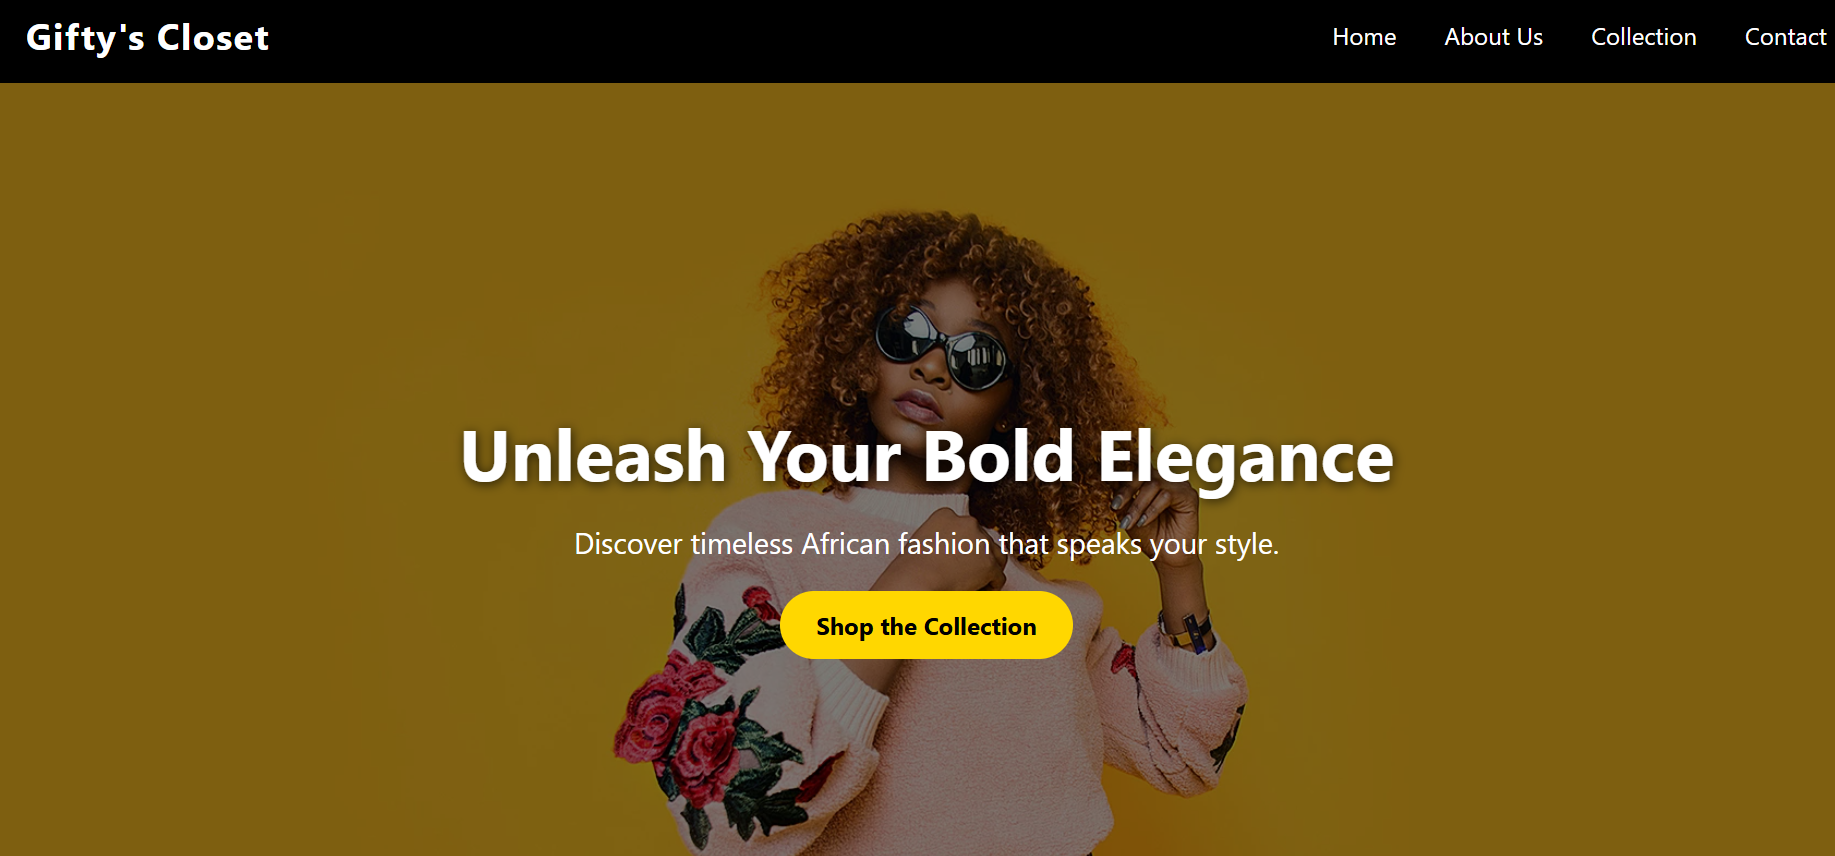 Gifty's Closet
Home About Us Collection Contact
Unleash Your Bold Elegance
Discover timeless African fashion that speaks your style.
Shop the Collection